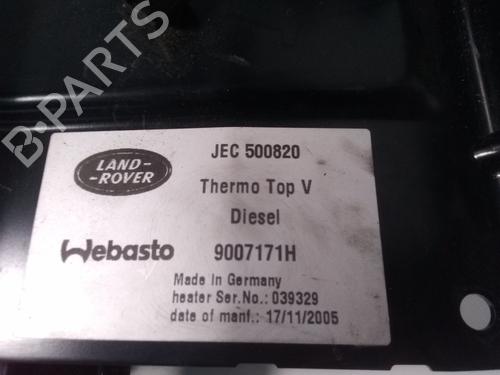 B-PARTS
LAND-
-ROVER
JEC 500820
Thermo Top V
Diesel
Webasto 9007171H
Made in Germany
heater Ser.No.: 039329
date of manf.: 17/11/2005